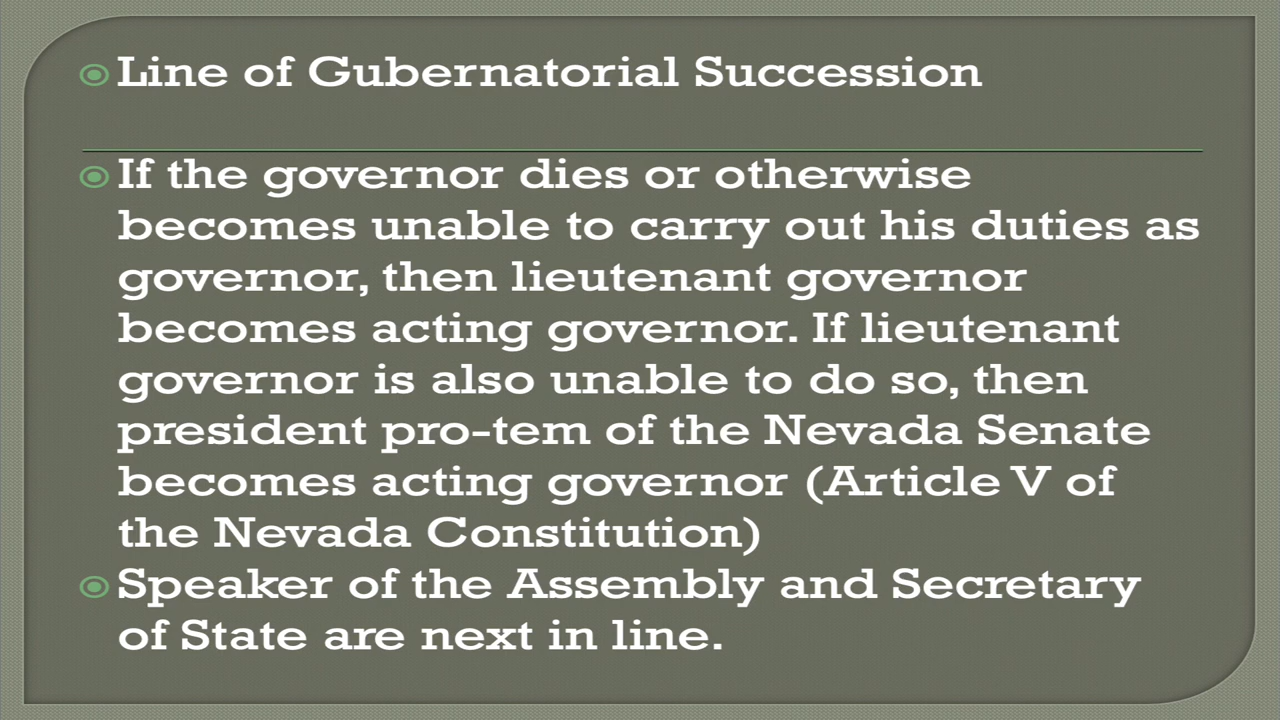 Line of Gubernatorial Succession
If the governor dies or otherwise
becomes unable to carry out his duties as
governor, then lieutenant governor
becomes acting governor. If lieutenant
governor is also unable to do so, then
president pro-tem of the Nevada Senate
becomes acting governor (Article V of
the Nevada Constitution)
Speaker of the Assembly and Secretary
of State are next in line.